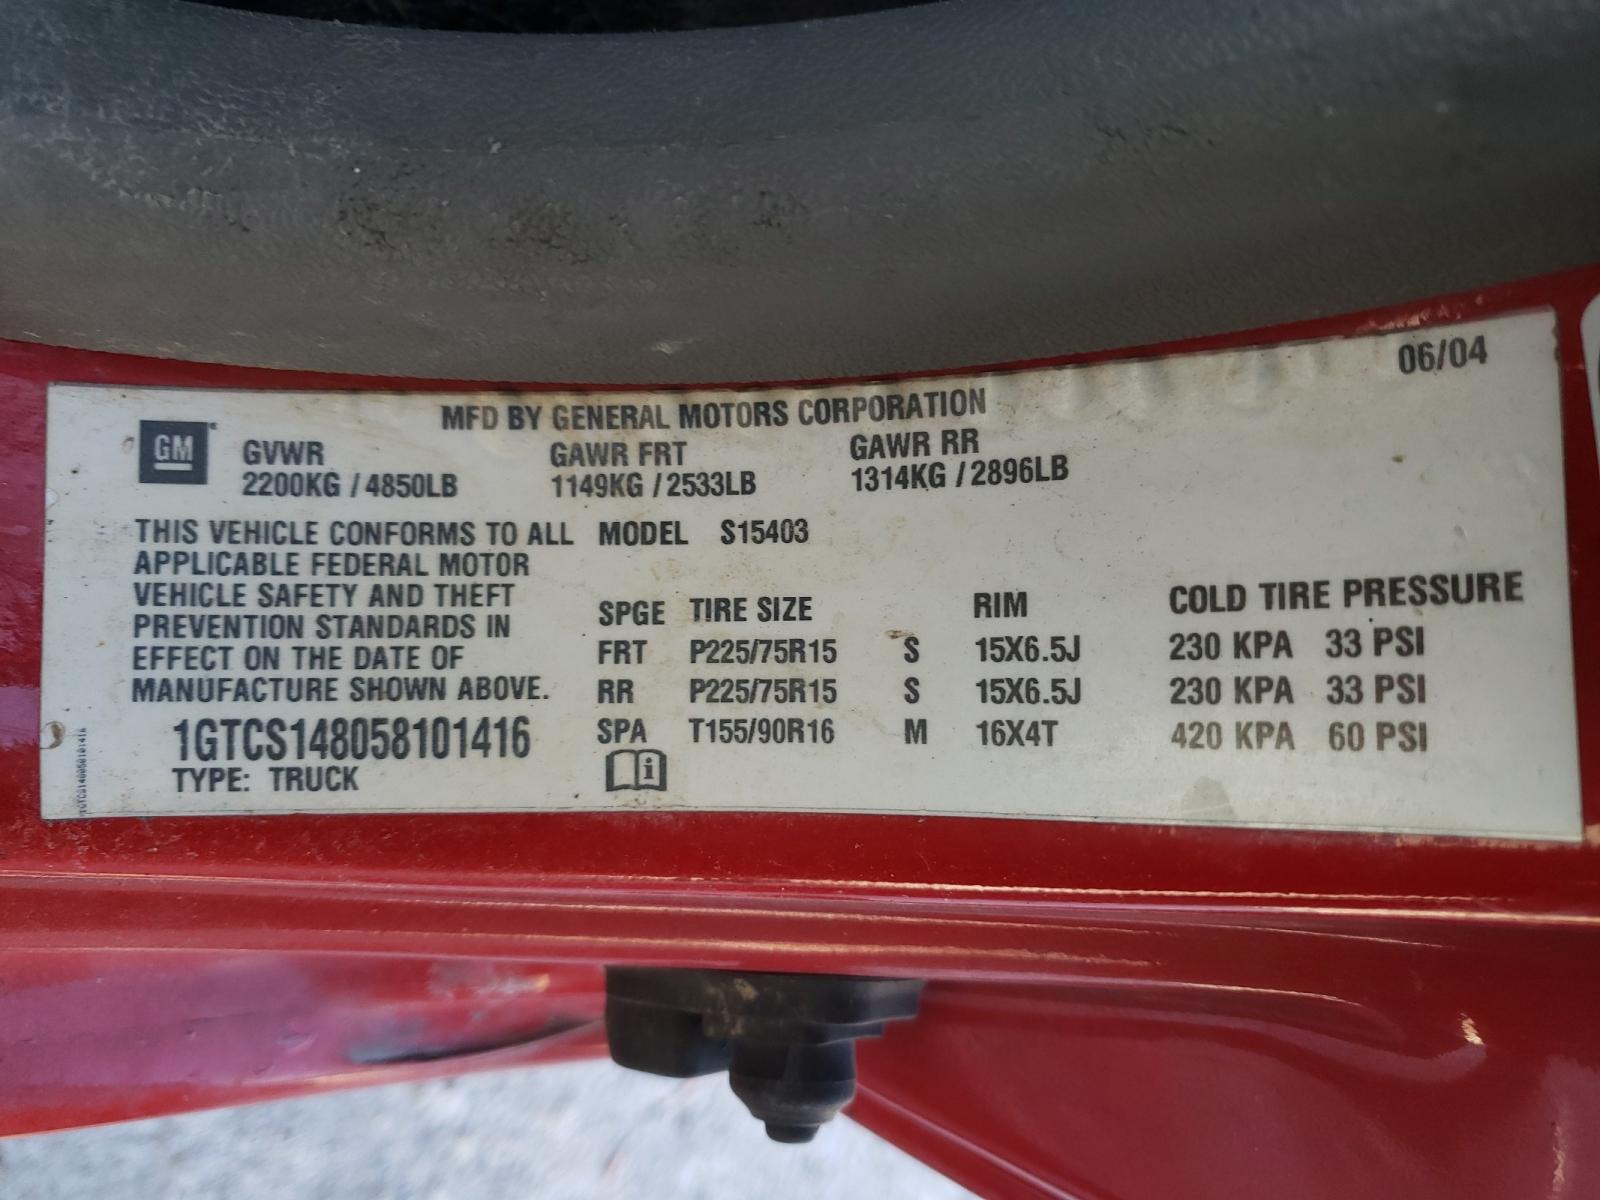 06/04
MFD BY GENERAL MOTORS CORPORATION
GM
GVWR GAWR FRT GAWR RR
2200KG / 4850LB 1149KG / 2533LB 1314KG / 2896LB
THIS VEHICLE CONFORMS TO ALL
APPLICABLE FEDERAL MOTOR
VEHICLE SAFETY AND THEFT
PREVENTION STANDARDS IN
EFFECT ON THE DATE OF
MANUFACTURE SHOWN ABOVE.
1GTCS148058101416
TYPE: TRUCK
MODEL S15403
SPGE TIRE SIZE RIM COLD TIRE PRESSURE
FRT P225/75R15 S 15X6.5J 230 KPA 33 PSI
RR P225/75R15 S 15X6.5J 230 KPA 33 PSI
SPA T155/90R16 M 16X4T 420 KPA 60 PSI
i
1GTCS148058101416